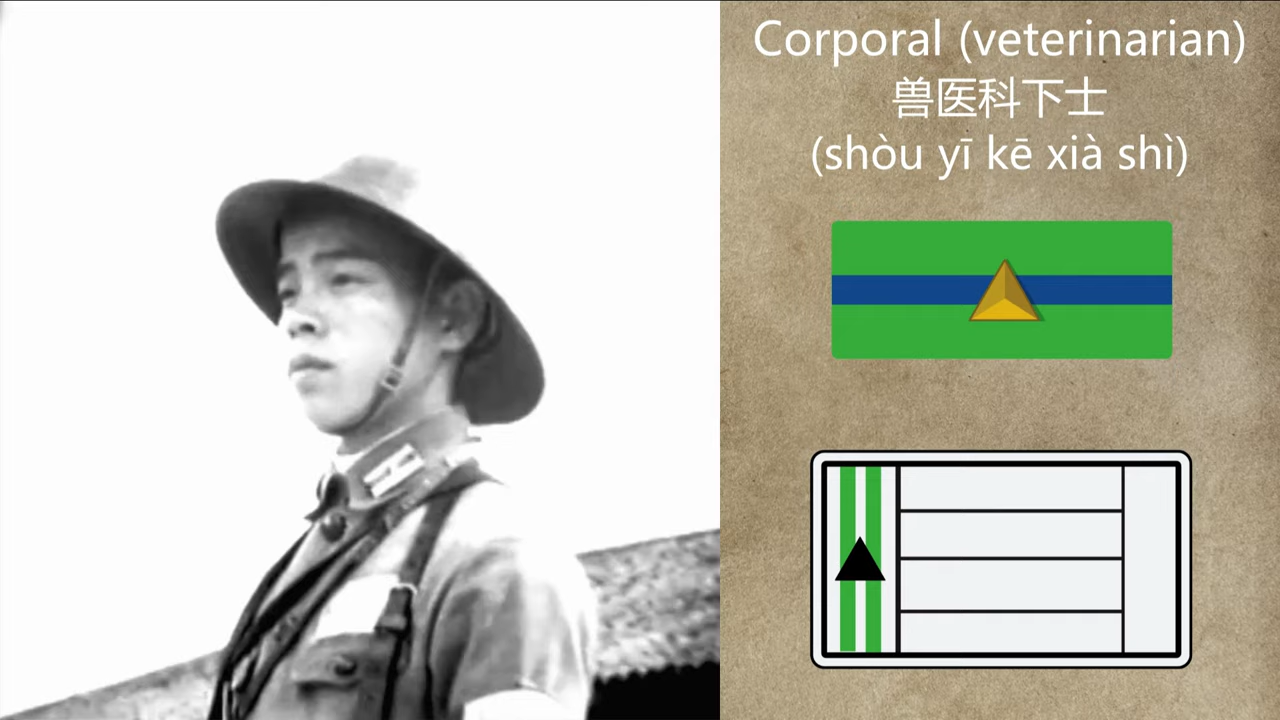 Corporal (veterinarian)
兽医科下士
(shòu yī kē xià shì)